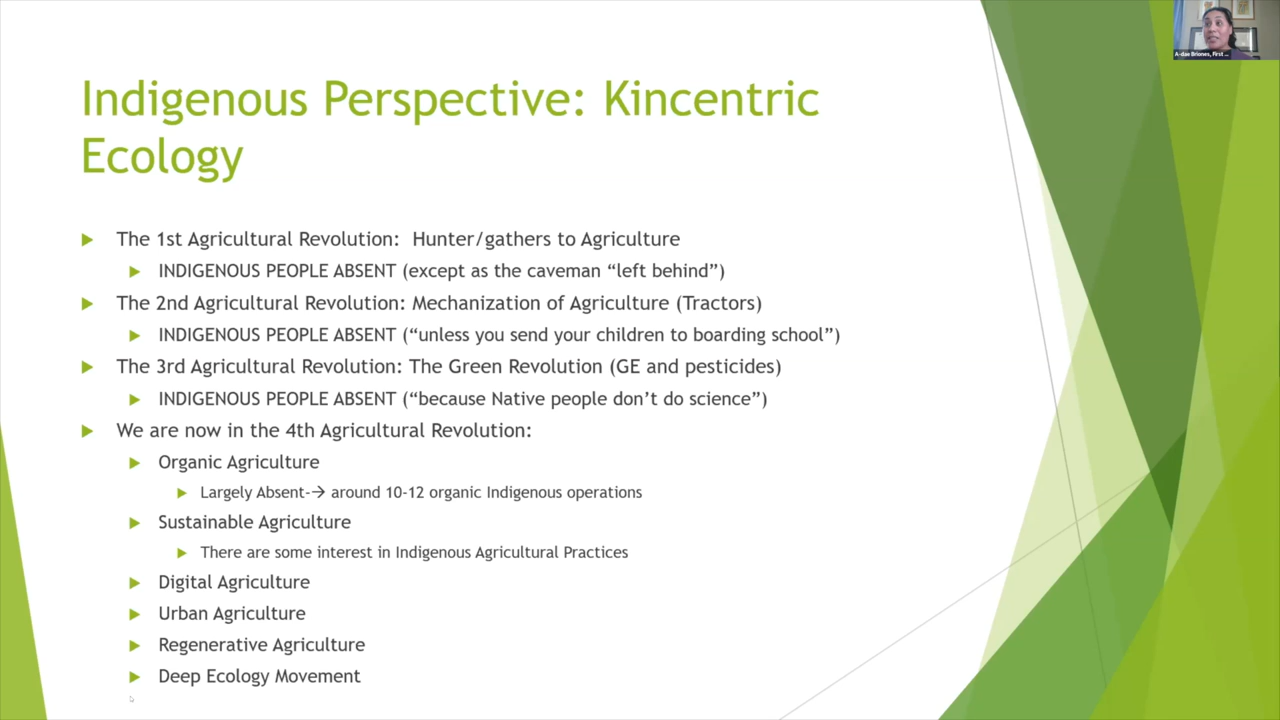 A-dae Briones, First ...
Indigenous Perspective: Kincentric
Ecology
The 1st Agricultural Revolution: Hunter/gathers to Agriculture
INDIGENOUS PEOPLE ABSENT (except as the caveman “left behind”)
The 2nd Agricultural Revolution: Mechanization of Agriculture (Tractors)
INDIGENOUS PEOPLE ABSENT (“unless you send your children to boarding school”)
The 3rd Agricultural Revolution: The Green Revolution (GE and pesticides)
INDIGENOUS PEOPLE ABSENT (“because Native people don’t do science”)
We are now in the 4th Agricultural Revolution:
Organic Agriculture
Largely Absent-→ around 10-12 organic Indigenous operations
Sustainable Agriculture
There are some interest in Indigenous Agricultural Practices
Digital Agriculture
Urban Agriculture
Regenerative Agriculture
Deep Ecology Movement